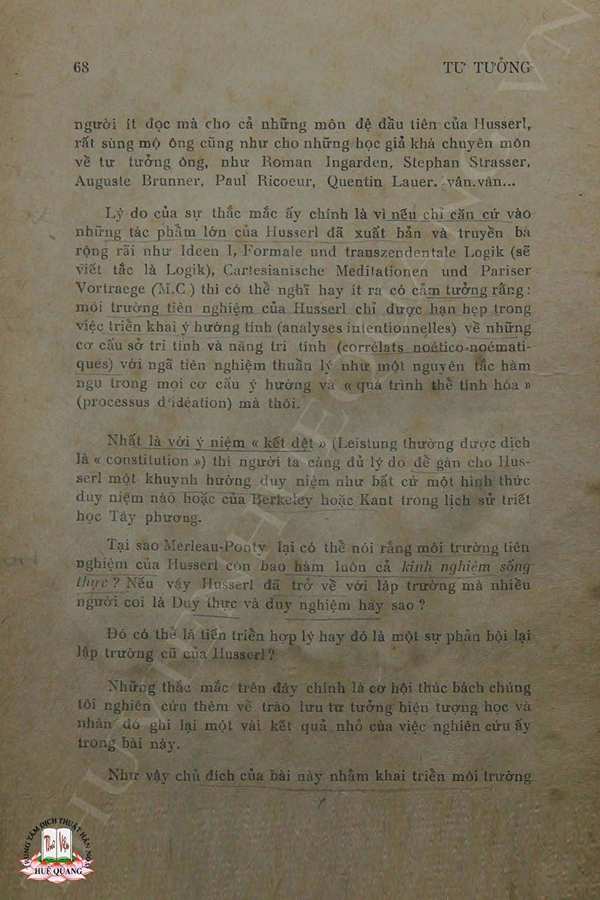 68
TƯ TƯỞNG
người ít đọc mà cho cả những môn đệ đầu tiên của Husserl,
rất sùng mộ ông cũng như cho những học giả khá chuyên môn
về tư tưởng ông, như Roman Ingarden, Stephan Strasser,
Auguste Brunner, Paul Ricoeur, Quentin Lauer. vân.vân...
Lý do của sự thắc mắc ấy chính là vì nếu chỉ căn cứ vào
những tác phẩm lớn của Husserl đã xuất bản và truyền bá
rộng rãi như Ideen I, Formale und transzendentale Logik (sẽ
viết tắc là Logik), Cartesianische Meditationen und Pariser
Vortraege (M.C.) thì có thể nghĩ hay ít ra có cảm tưởng rằng:
môi trường tiên nghiệm của Husserl chỉ được hạn hẹp trong
việc triển khai ý hướng tính (analyses intentionnelles) về những
cơ cấu sở tri tính và năng tri tính (corrélats noético-noémati-
ques) với ngã tiên nghiệm thuần lý như một nguyên tắc hàm
ngụ trong mọi cơ cấu ý hướng và « quá trình thể tính hóa »
(processus d'idéation) mà thôi.
Nhất là với ý niệm « kết dệt » (Leistung thường được dịch
là « constitution ») thì người ta càng đủ lý do để gán cho Hus-
serl một khuynh hướng duy niệm như bất cứ một hình thức
duy niệm nào hoặc của Berkeley hoặc Kant trong lịch sử triết
học Tây phương.
Tại sao Merleau-Ponty lại có thể nói rằng môi trường tiên
nghiệm của Husserl còn bao hàm luôn cả kinh nghiệm sống
thực ? Nếu vậy Husserl đã trở về với lập trường mà nhiều
người coi là Duy thực và duy nghiệm hay sao ?
Đó có thể là tiến triển hợp lý hay đó là một sự phản bội lại
lập trường cũ của Husserl ?
Những thắc mắc trên đây chính là cơ hội thúc bách chúng
tôi nghiên cứu thêm về trào lưu tư tưởng hiện tượng học và
nhân đó ghi lại một vài kết quả nhỏ của việc nghiên cứu ấy
trong bài này.
Như vậy chủ đích của bài này nhằm khai triển môi trường
TRUNG TÂM DỊCH THUẬT HÁN NÔM
HUỆ QUANG